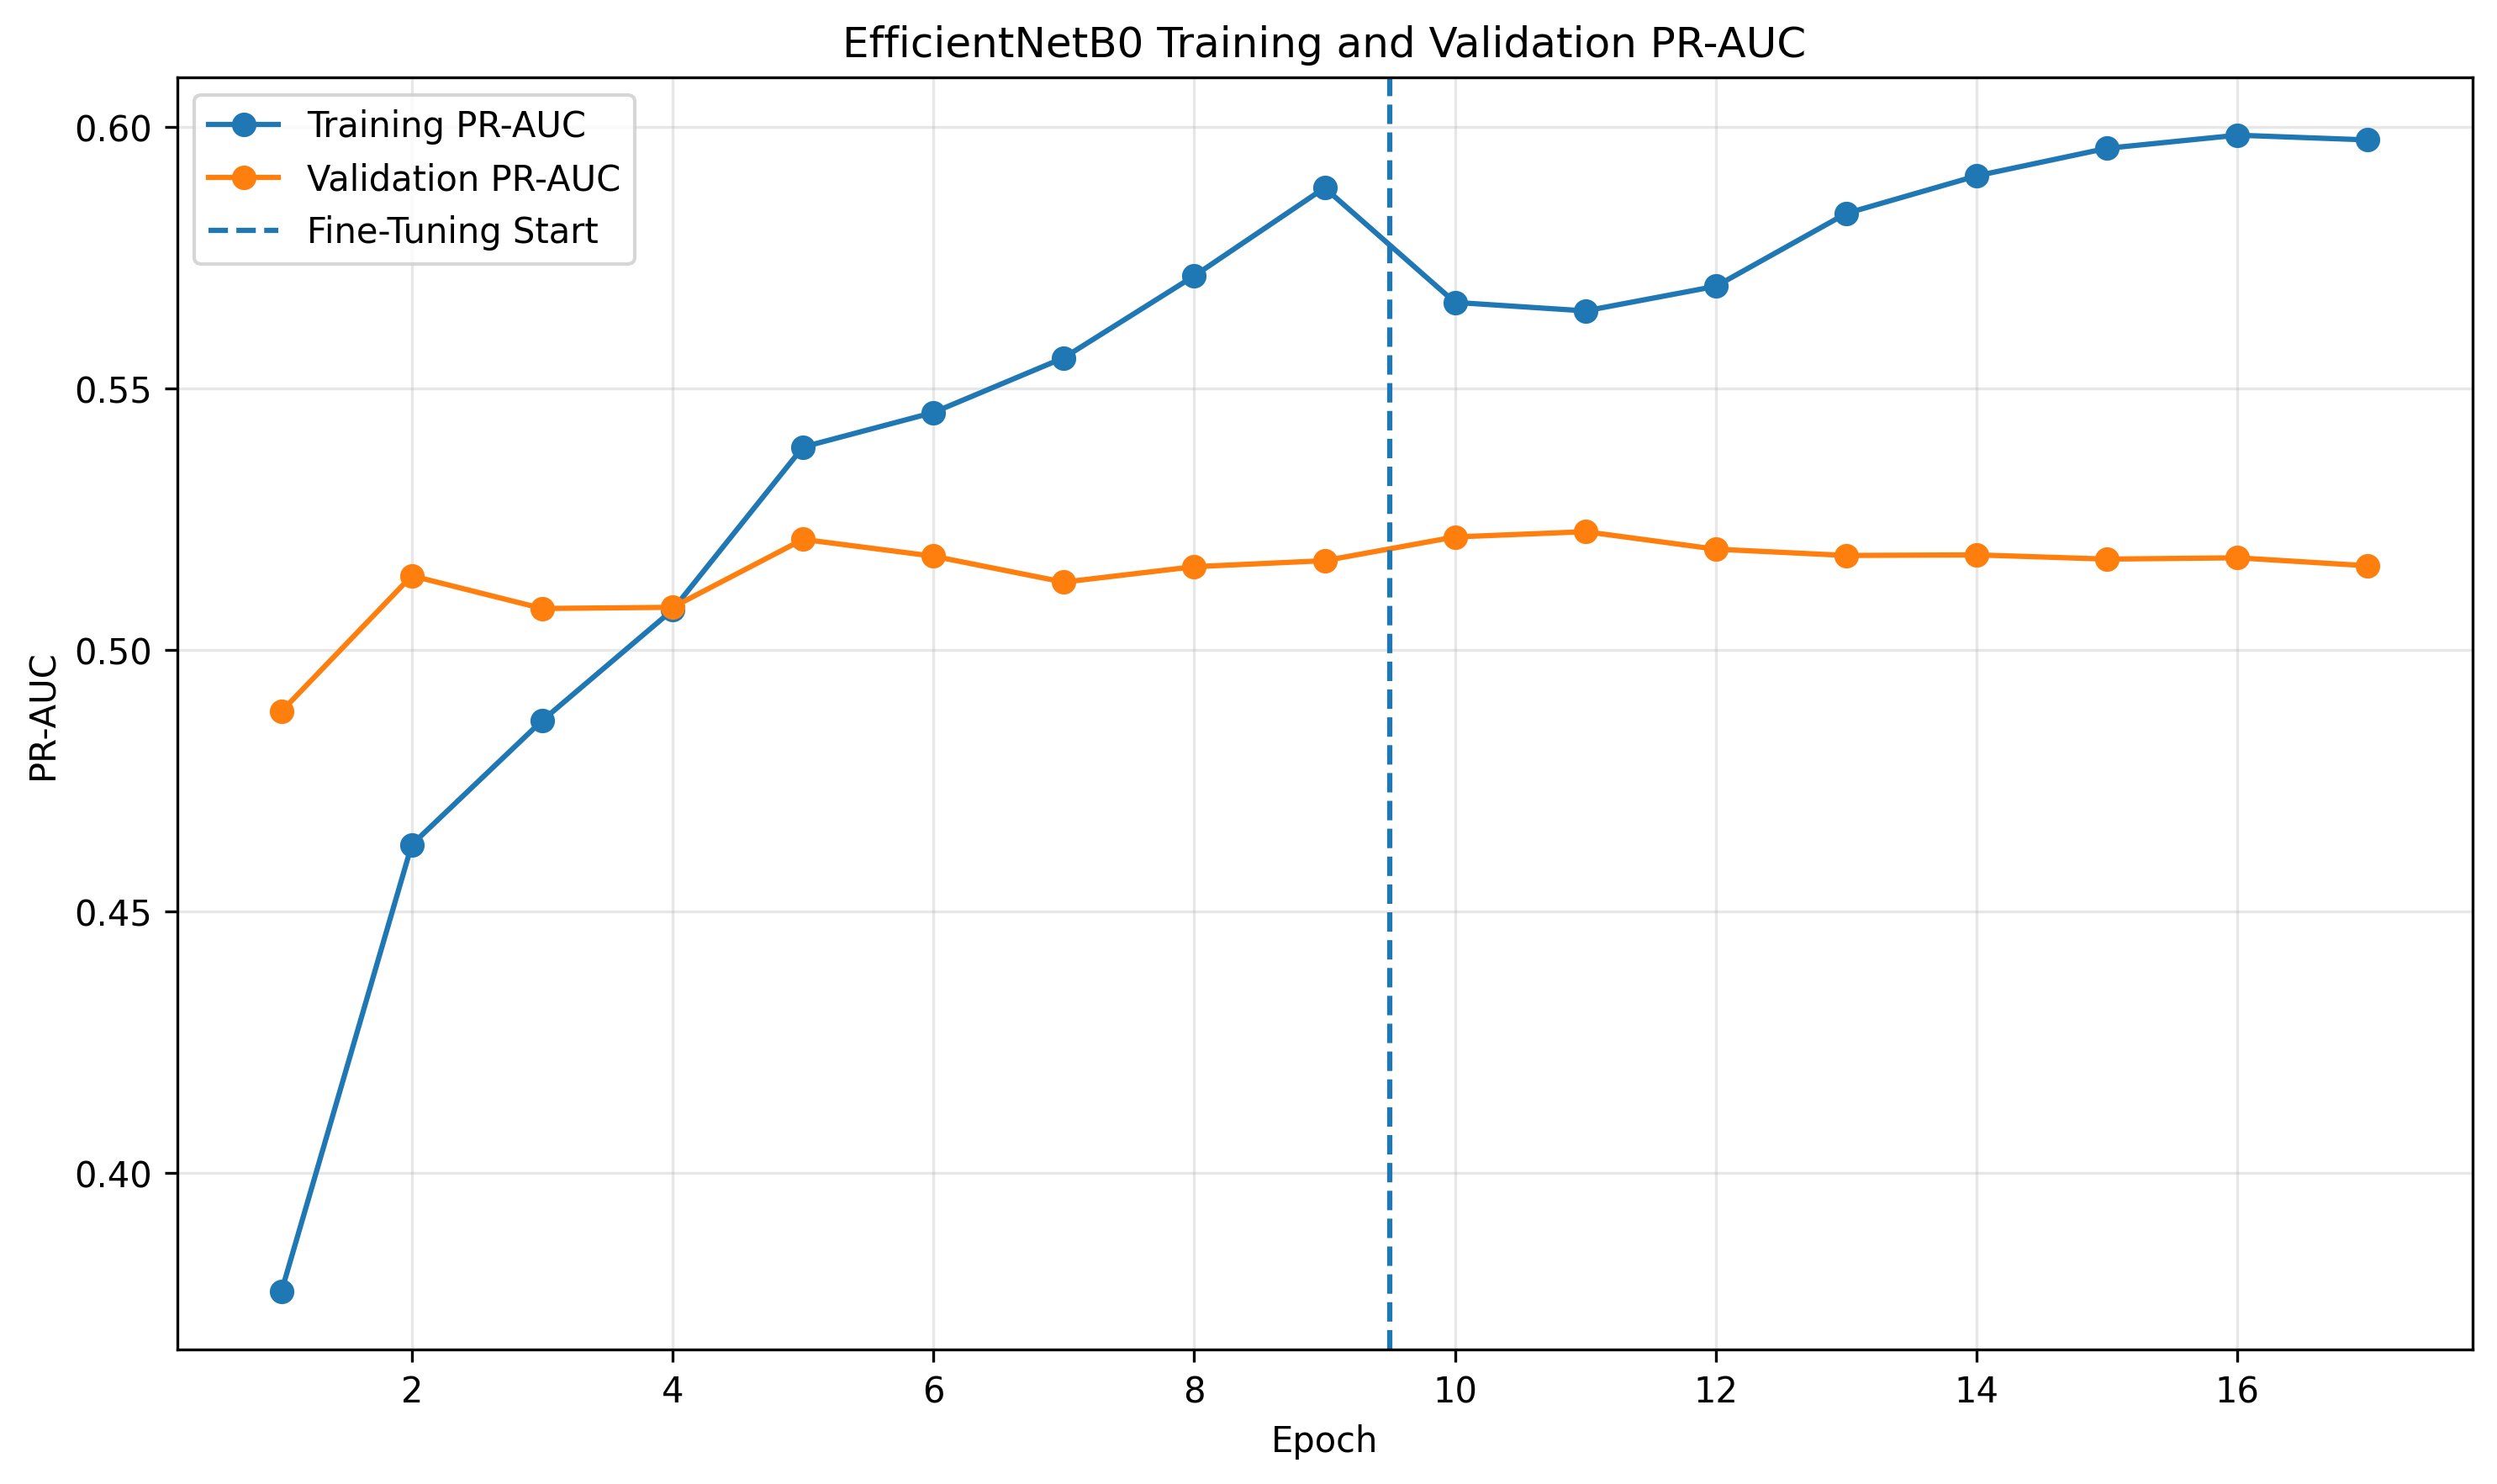 EfficientNetB0 Training and Validation PR-AUC
Training PR-AUC
Validation PR-AUC
Fine-Tuning Start
0.60
0.55
0.50
0.45
0.40
PR-AUC
2 4 6 8 10 12 14 16
Epoch